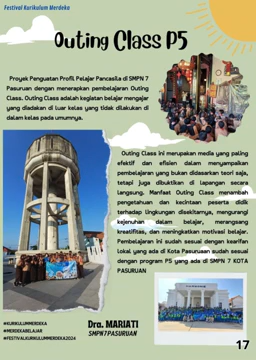 Festival Kurikulum Merdeka
Outing Class P5
Proyek Penguatan Profil Pelajar Pancasila di SMPN 7
Pasuruan dengan menerapkan pembelajaran Outing
Class. Outing Class adalah kegiatan belajar mengajar
yang diadakan di luar kelas yang tidak dilakukan di
dalam kelas pada umumnya.
Outing Class ini merupakan media yang paling
efektif dan efisien dalam menyampaikan
pembelajaran yang bukan didasarkan teori saja,
tetapi juga dibuktikan di lapangan secara
langsung. Manfaat Outing Class menambah
pengetahuan dan kecintaan peserta didik
terhadap lingkungan disekitarnya, mengurangi
kejenuhan dalam belajar, merangsang
kreatifitas, dan meningkatkan motivasi belajar.
Pembelajaran ini sudah sesuai dengan kearifan
lokal yang ada di Kota Pasuruan sudah sesuai
dengan program P5 yang ada di SMPN 7 KOTA
PASURUAN
#KURIKULUMMERDEKA
#MERDEKABELAJAR
#FESTIVALKURIKULUMMERDEKA2024
Dra. MARIATI
SMPN7PASURUAN
17